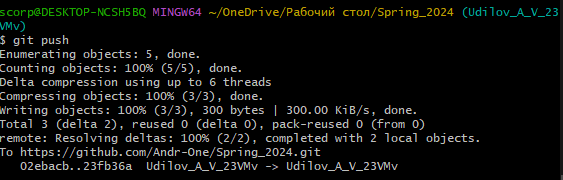 scorp@DESKTOP-NCSH5BQ MINGW64 ~/OneDrive/Рабочий стол/Spring_2024 (Udilov_A_V_23
VMv)
$ git push
Enumerating objects: 5, done.
Counting objects: 100% (5/5), done.
Delta compression using up to 6 threads
Compressing objects: 100% (3/3), done.
Writing objects: 100% (3/3), 300 bytes | 300.00 KiB/s, done.
Total 3 (delta 2), reused 0 (delta 0), pack-reused 0 (from 0)
remote: Resolving deltas: 100% (2/2), completed with 2 local objects.
To https://github.com/Andr-One/Spring_2024.git
   02ebacb..23fb36a  Udilov_A_V_23VMv -> Udilov_A_V_23VMv